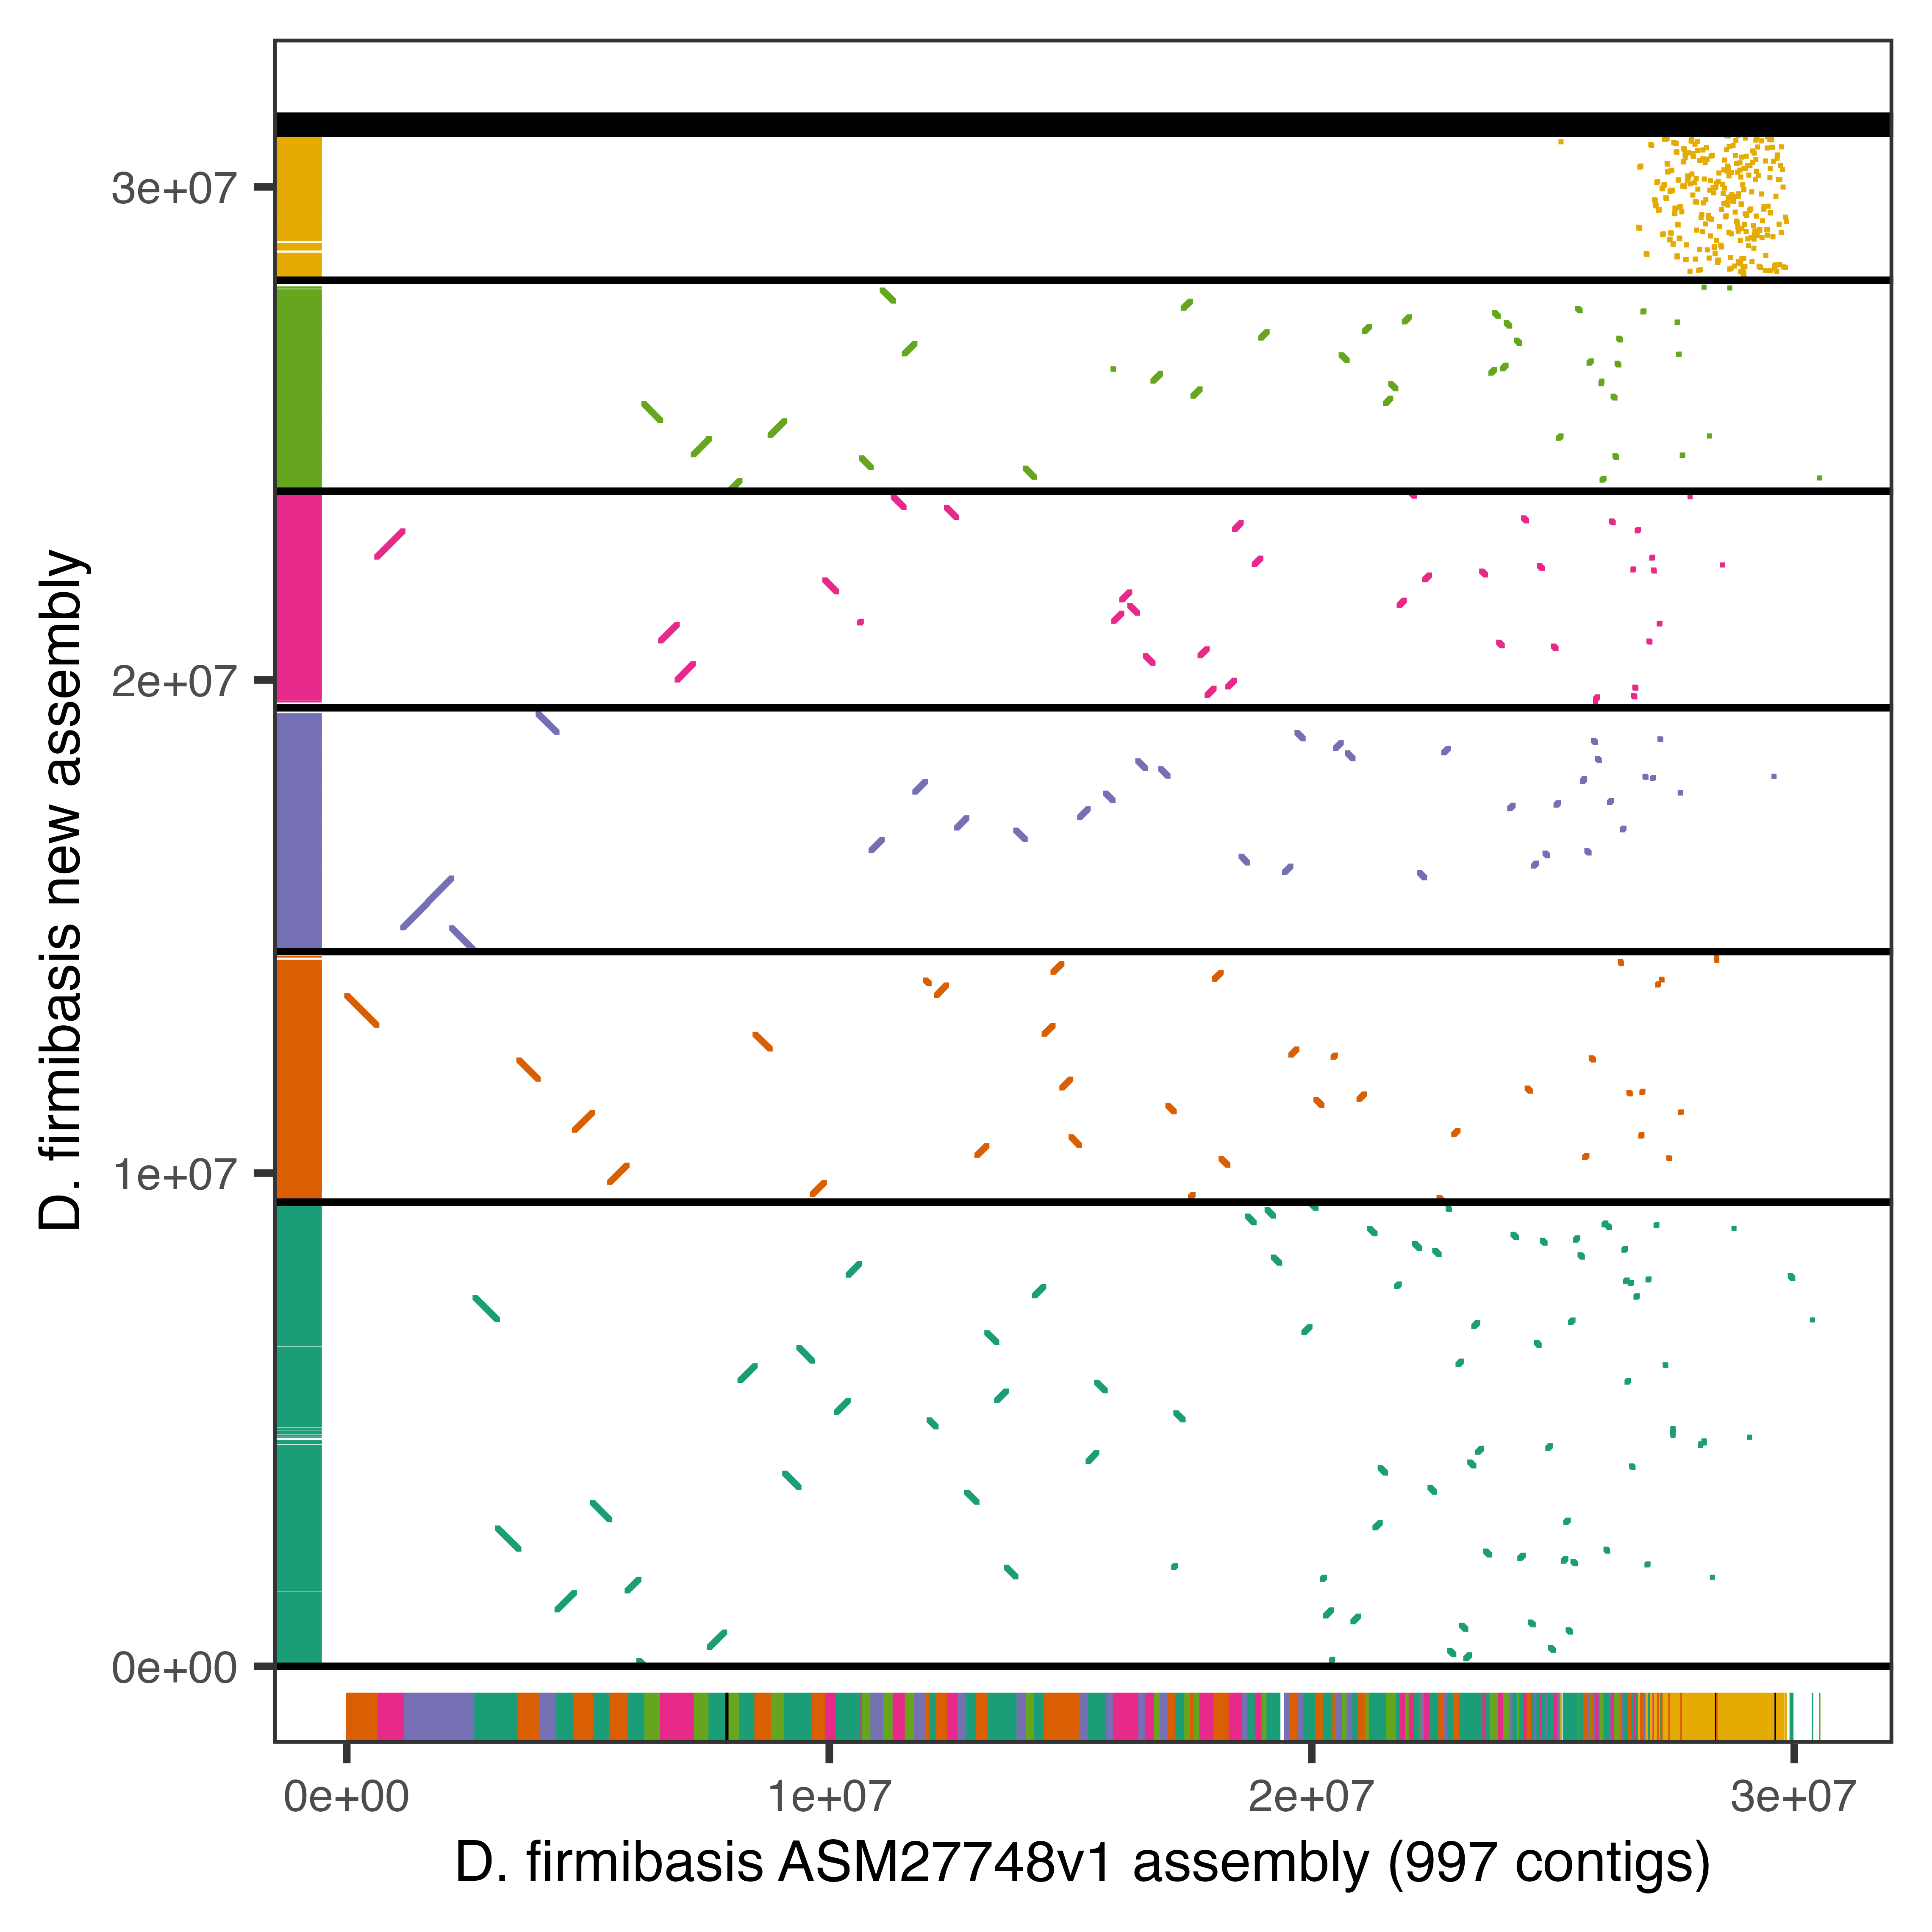 3e+07
2e+07
1e+07
0e+00
D. firmibasis new assembly
0e+00 1e+07 2e+07 3e+07
D. firmibasis ASM27748v1 assembly (997 contigs)